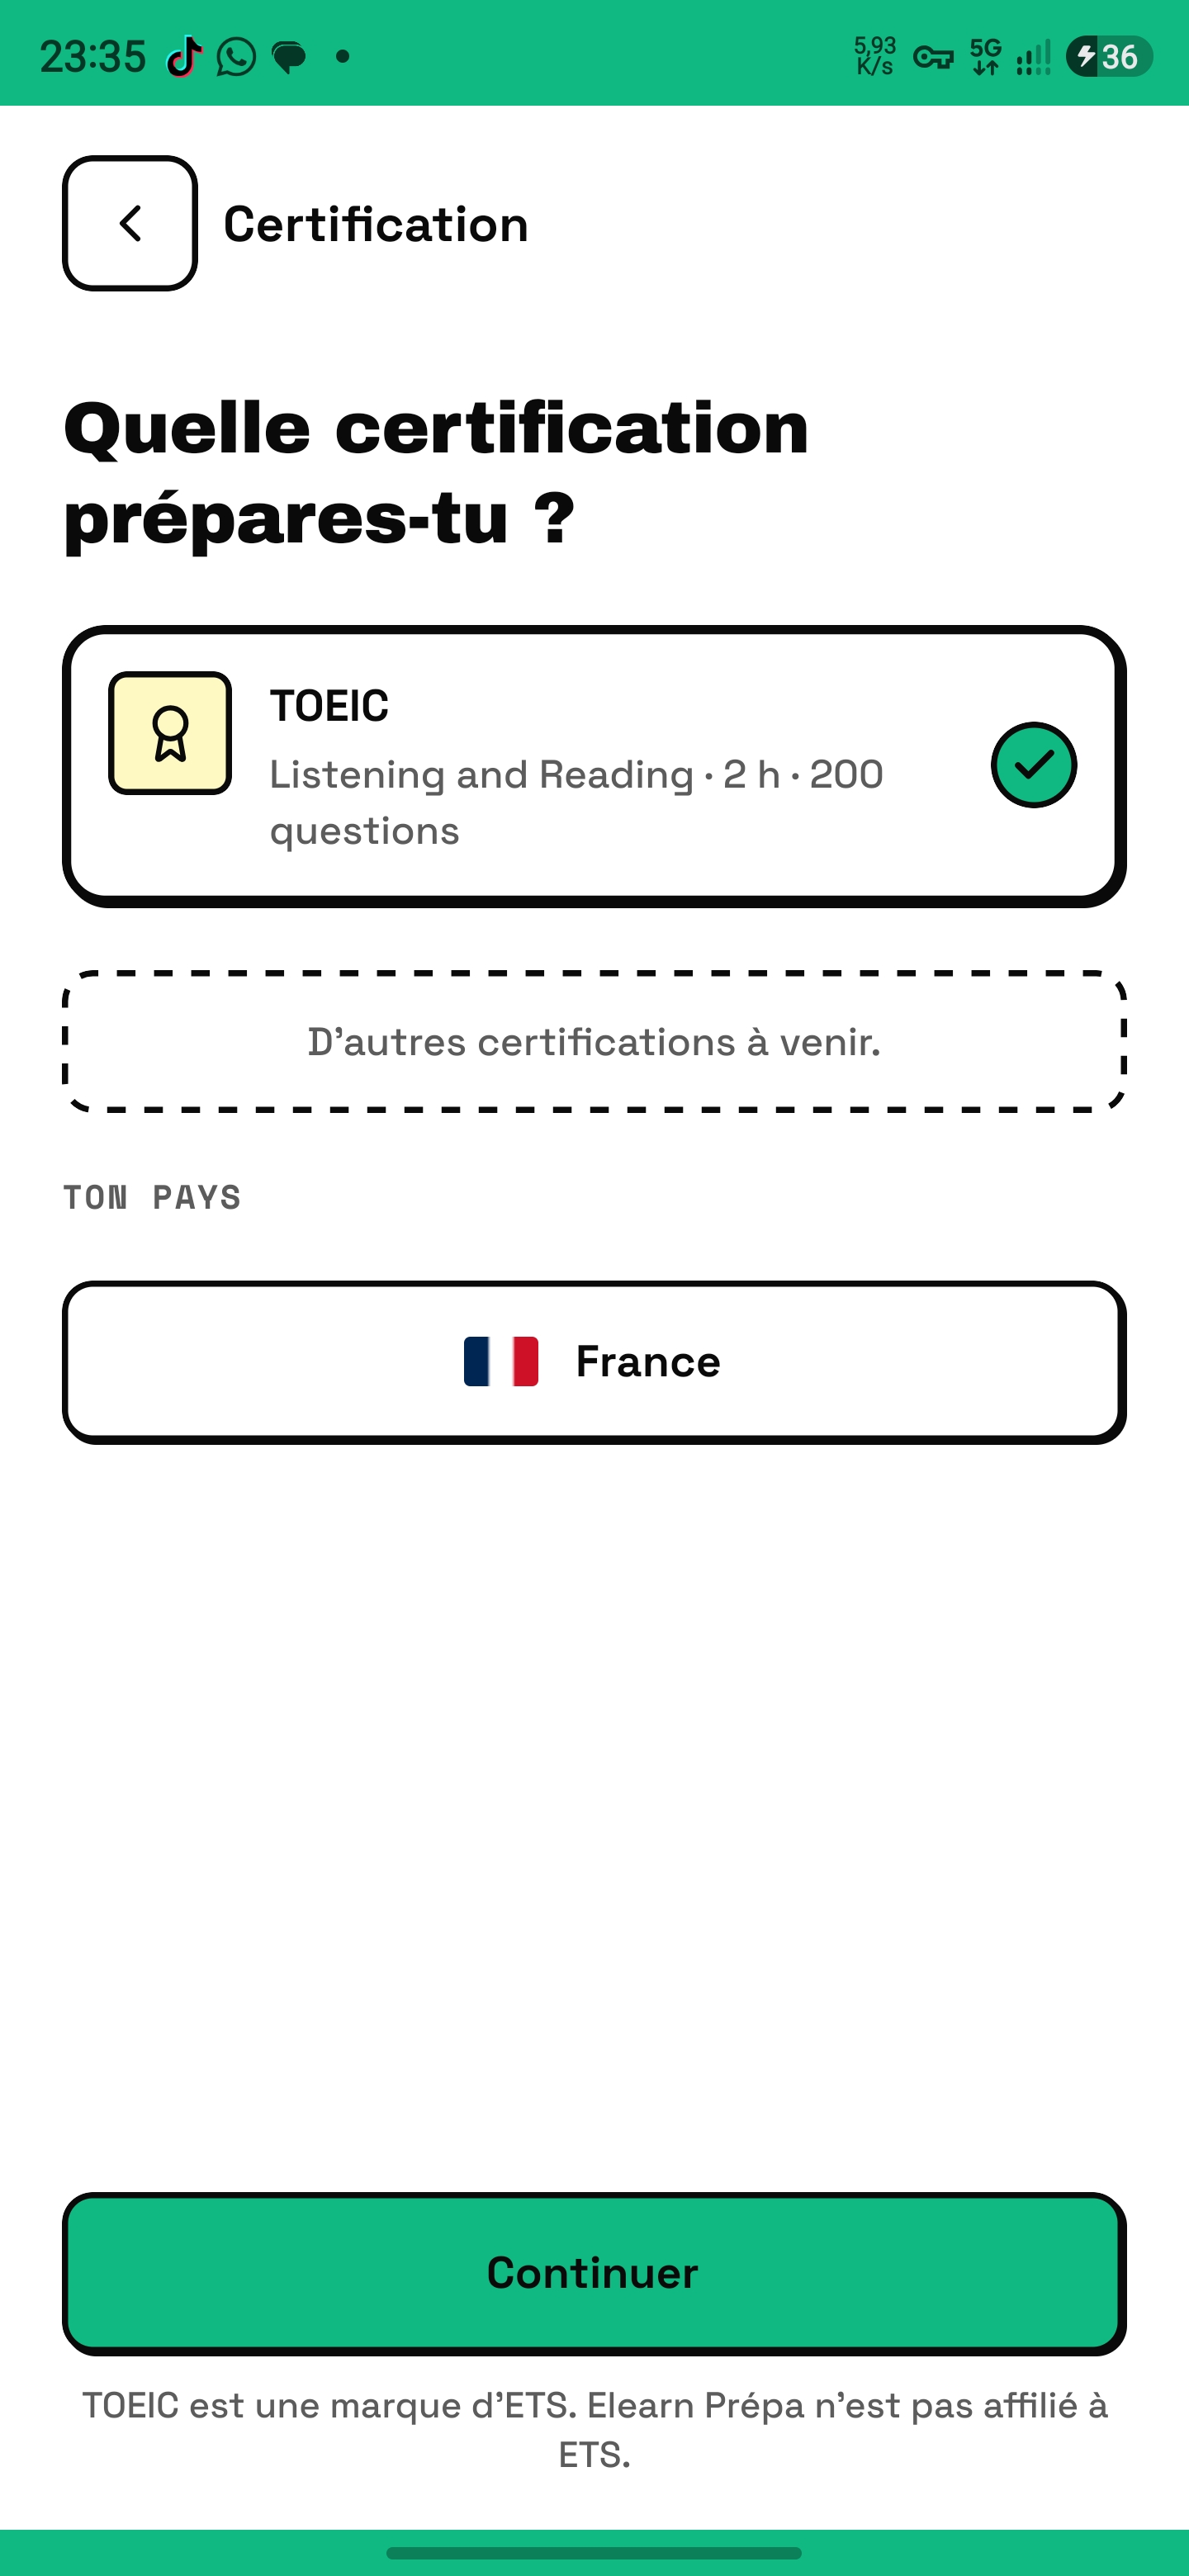 23:35
5,93
K/s
5G
36
Certification
Quelle certification
prépares-tu ?
TOEIC
Listening and Reading · 2 h · 200
questions
D’autres certifications à venir.
TON PAYS
France
Continuer
TOEIC est une marque d’ETS. Elearn Prépa n’est pas affilié à
ETS.